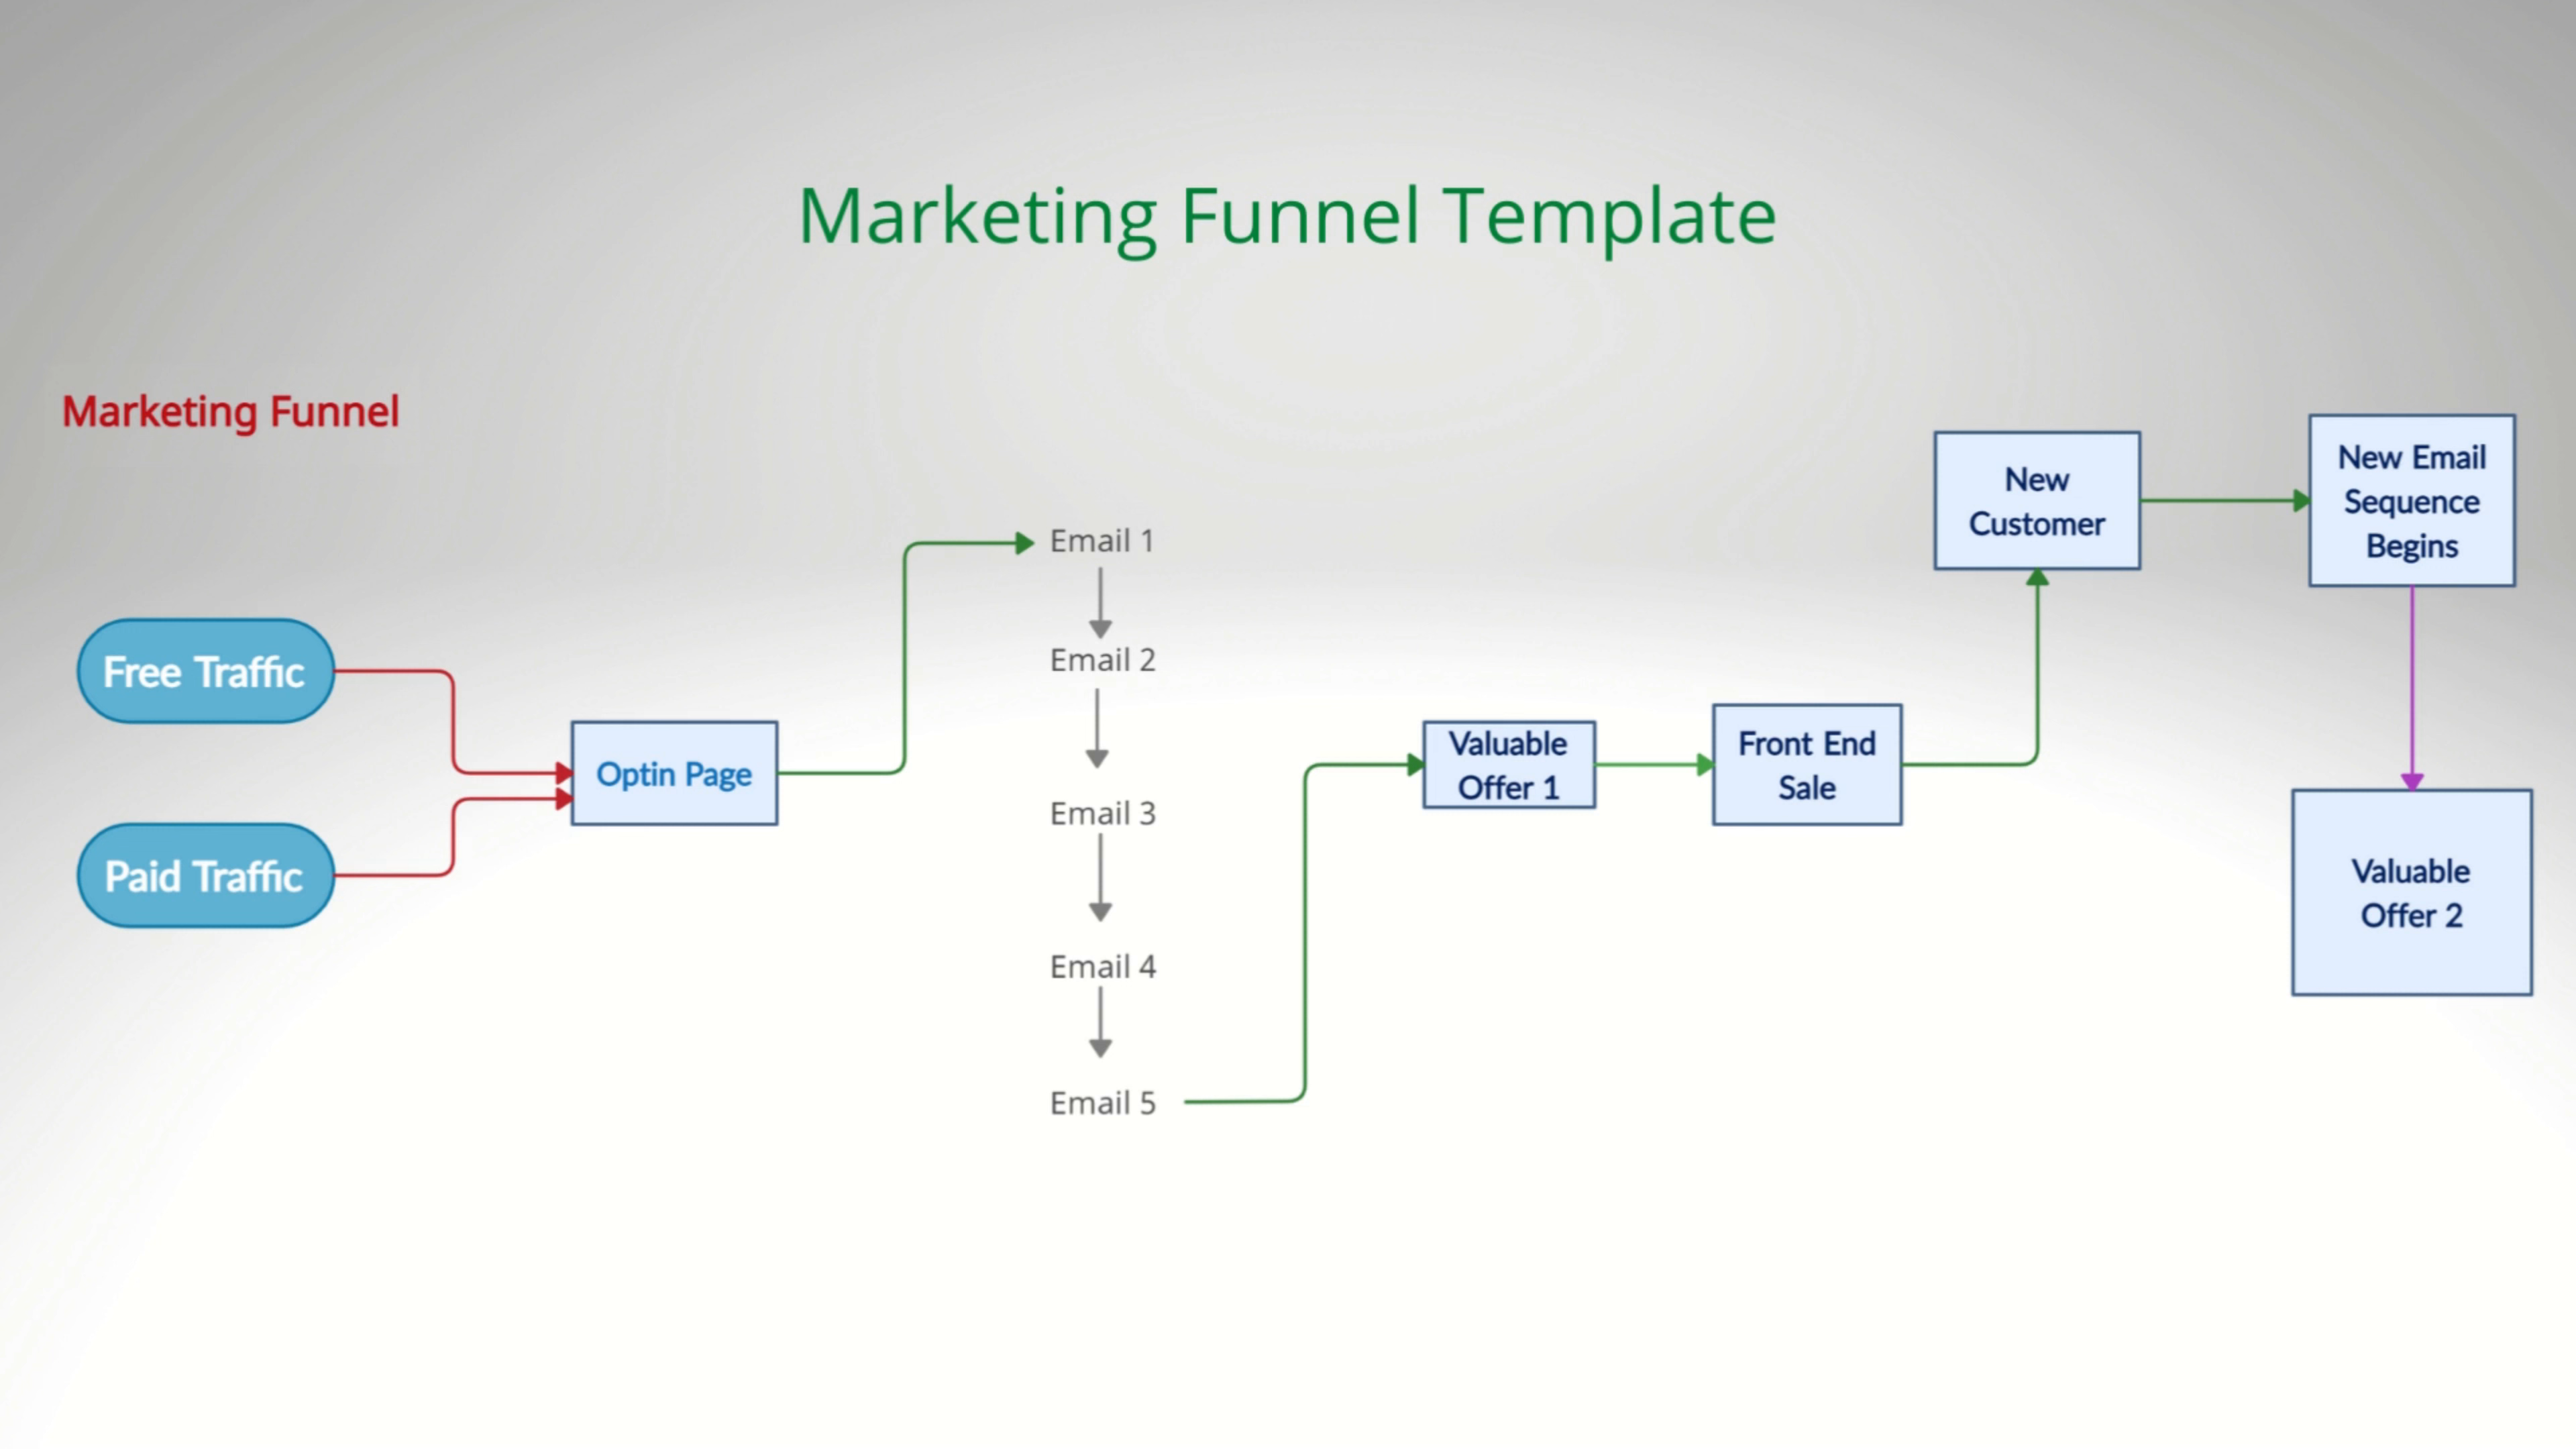 Marketing Funnel Template
Marketing Funnel
Free Traffic
Paid Traffic
Optin Page
Email 1
Email 2
Email 3
Email 4
Email 5
Valuable
Offer 1
Front End
Sale
New
Customer
New Email
Sequence
Begins
Valuable
Offer 2